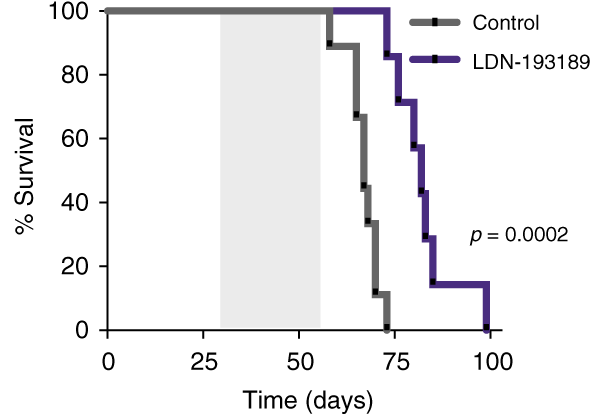 100
80
60
40
20
0
% Survival
0 25 50 75 100
Time (days)
Control
LDN-193189
p = 0.0002